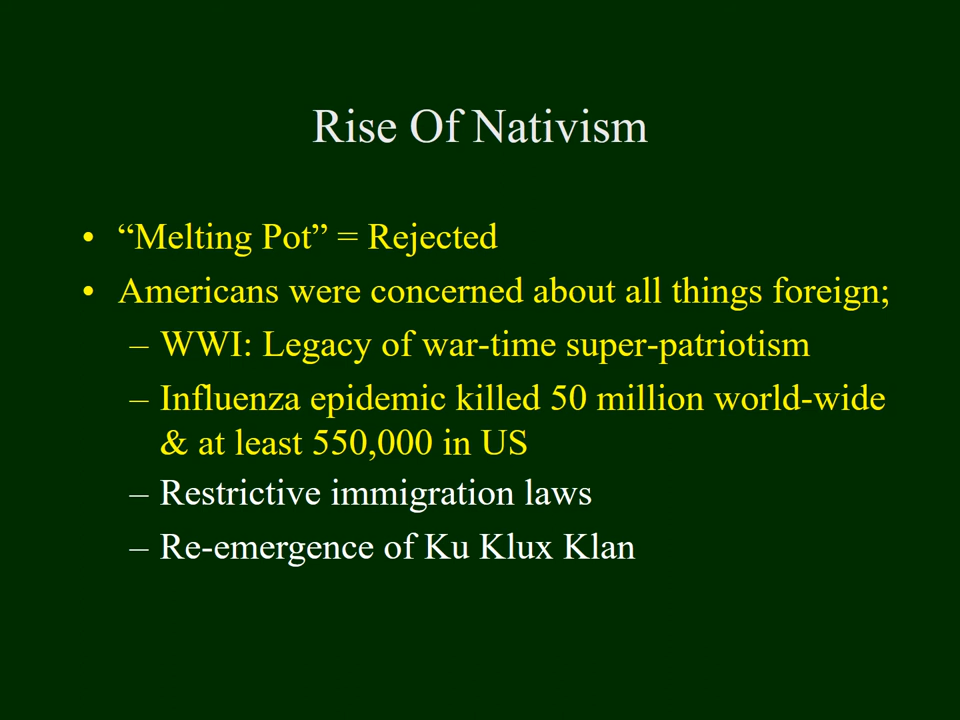 Rise Of Nativism
• “Melting Pot” = Rejected
• Americans were concerned about all things foreign;
– WWI: Legacy of war-time super-patriotism
– Influenza epidemic killed 50 million world-wide
& at least 550,000 in US
– Restrictive immigration laws
– Re-emergence of Ku Klux Klan